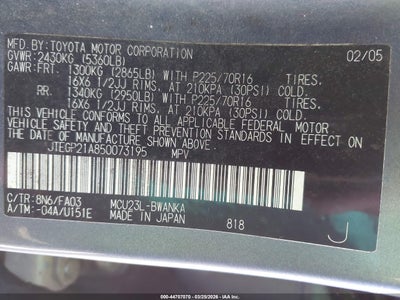 MFD.BY: TOYOTA MOTOR CORPORATION 02/05
GVWR: 2430KG (5360LB)
GAWR: FRT. 1300KG (2865LB) WITH P225/70R16 TIRES.
16X6 1/2JJ RIMS, AT 210KPA (30PSI) COLD.
RR. 1340KG (2950LB) WITH P225/70R16 TIRES.
16X6 1/2JJ RIMS, AT 210KPA (30PSI) COLD.
THIS VEHICLE CONFORMS TO ALL APPLICABLE FEDERAL MOTOR
VEHICLE SAFETY STANDARDS IN EFFECT ON THE DATE OF
MANUFACTURE SHOWN ABOVE.
JTEGP21A850073195 MPV
C/TR: 8N6/FA03 MCU23L-BWANKA
A/TM: -04A/U151E MADE IN JAPAN 818
J
000-44707070 - 03/29/2026 - IAA Inc.